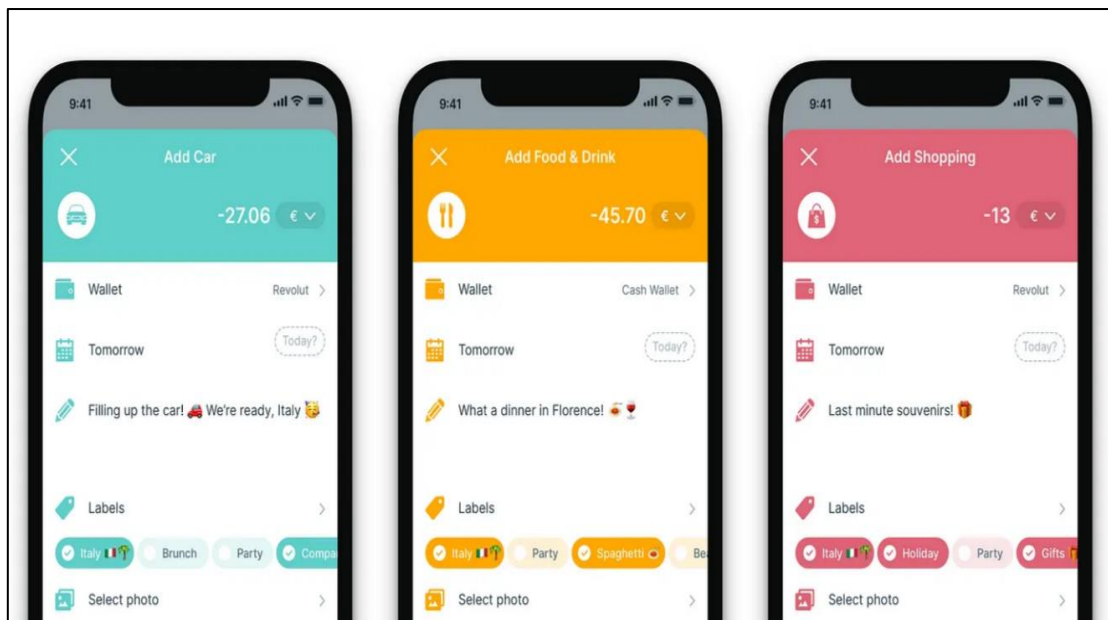 9:41
Add Car
-27.06 €
Wallet Revolut
Tomorrow Today?
Filling up the car! 🚗 We're ready, Italy 🥳
Labels
Italy 🇮🇹🌴 Brunch Party
Select photo
9:41
Add Food & Drink
-45.70 €
Wallet Cash Wallet
Tomorrow Today?
What a dinner in Florence! 🍝🍷
Labels
Italy 🇮🇹🌴 Party Spaghetti 🍝
Select photo
9:41
Add Shopping
-13 €
Wallet Revolut
Tomorrow Today?
Last minute souvenirs! 🎁
Labels
Italy 🇮🇹🌴 Holiday Party Gifts 🎁
Select photo